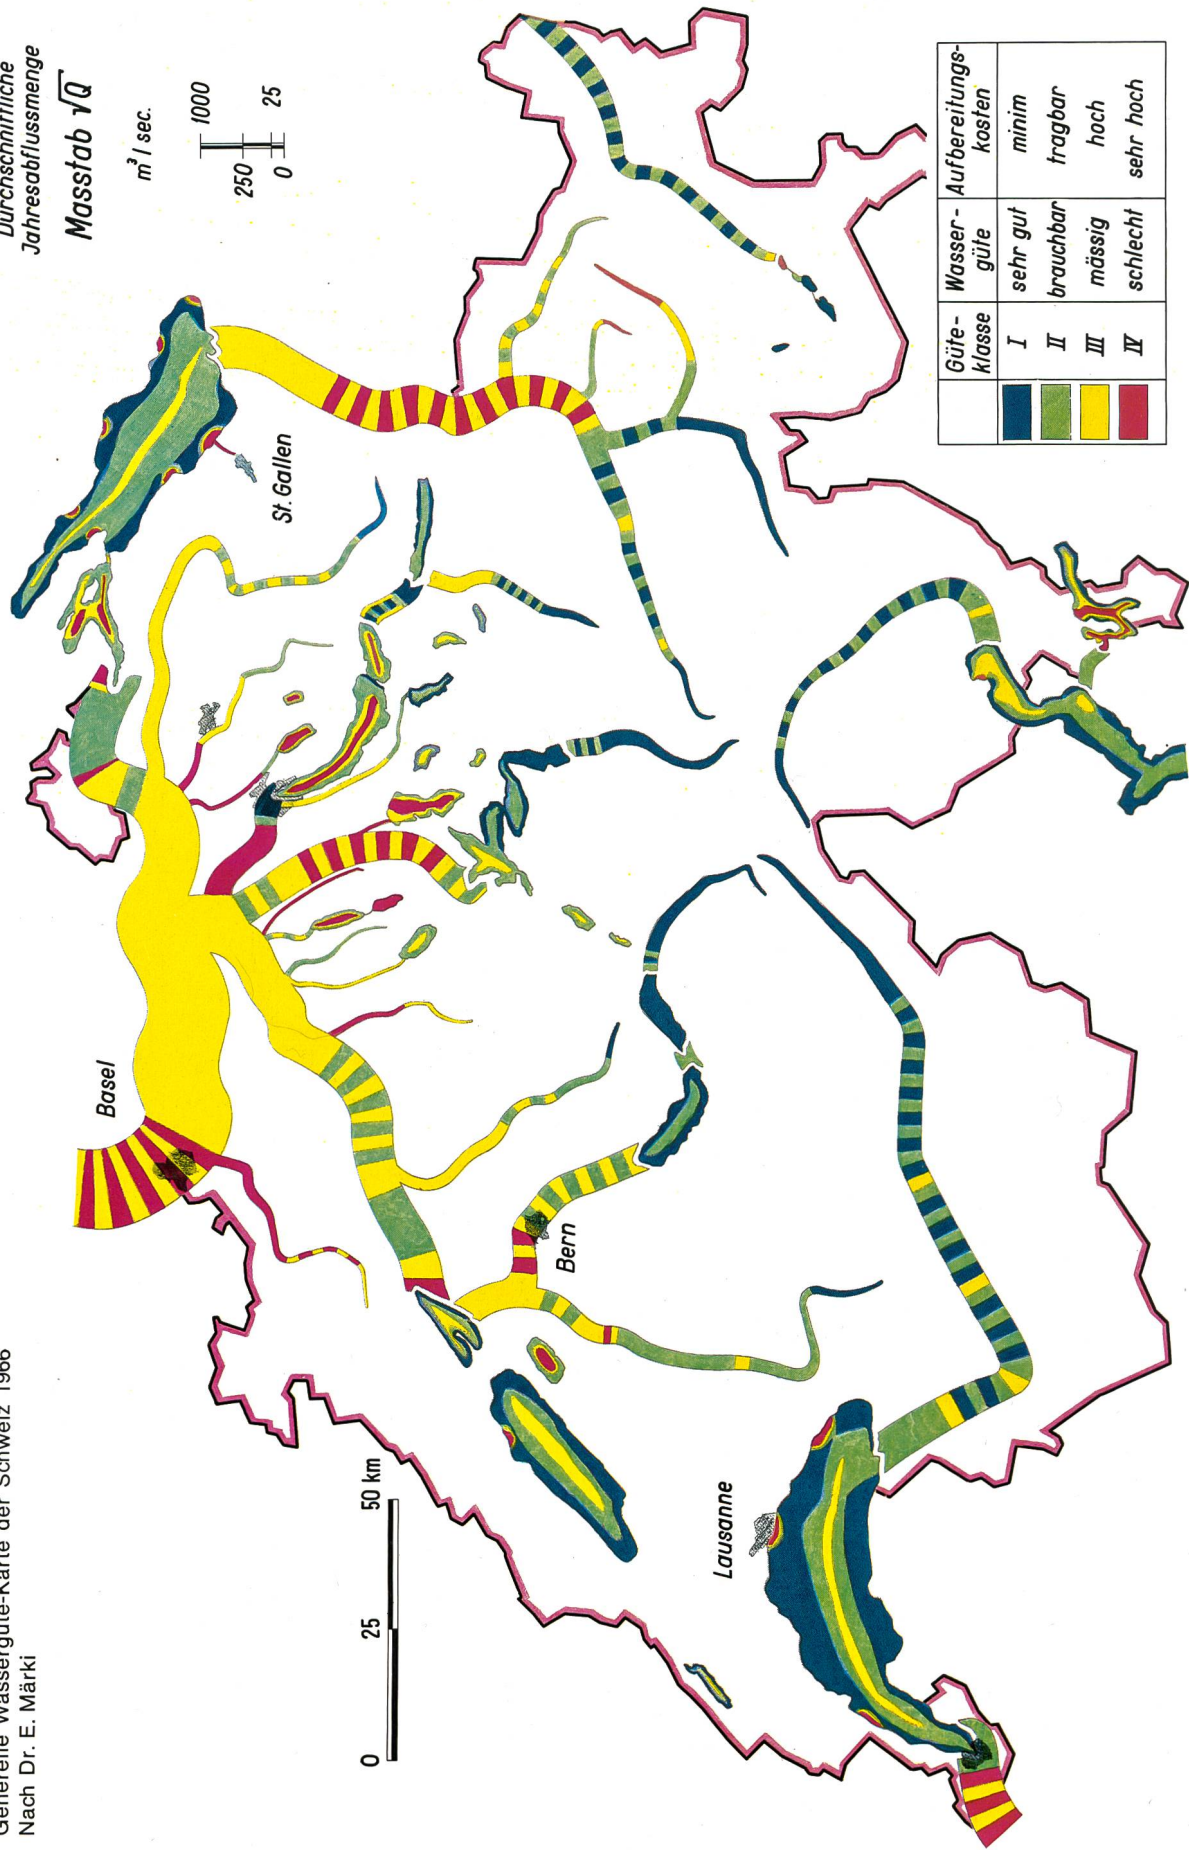 Generelle Wassergüte-Karte der Schweiz 1966
Nach Dr. E. Märki
Durchschnittliche
Jahresabflussmenge
Masstab √Q
m³ / sec.
1000
250
25
0
St. Gallen
Basel
Bern
Lausanne
0 25 50 km
Güte-klasse Wasser-güte Aufbereitungs-kosten
I sehr gut minim
II brauchbar tragbar
III mässig hoch
IV schlecht sehr hoch